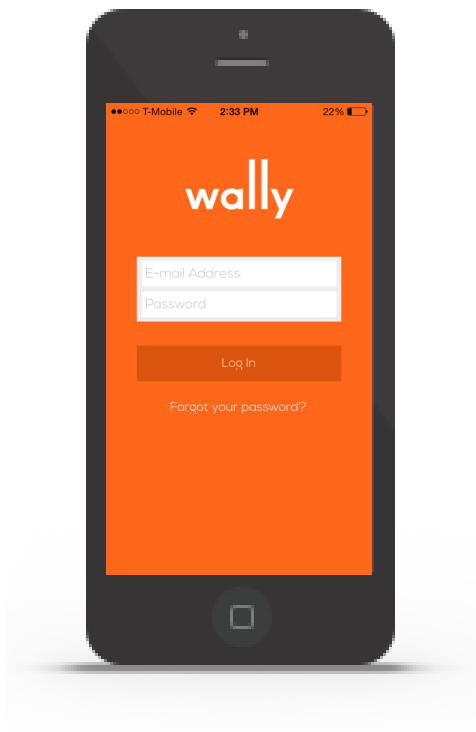 T-Mobile 2:33 PM 22%
wally
E-mail Address
Password
Log In
Forgot your password?